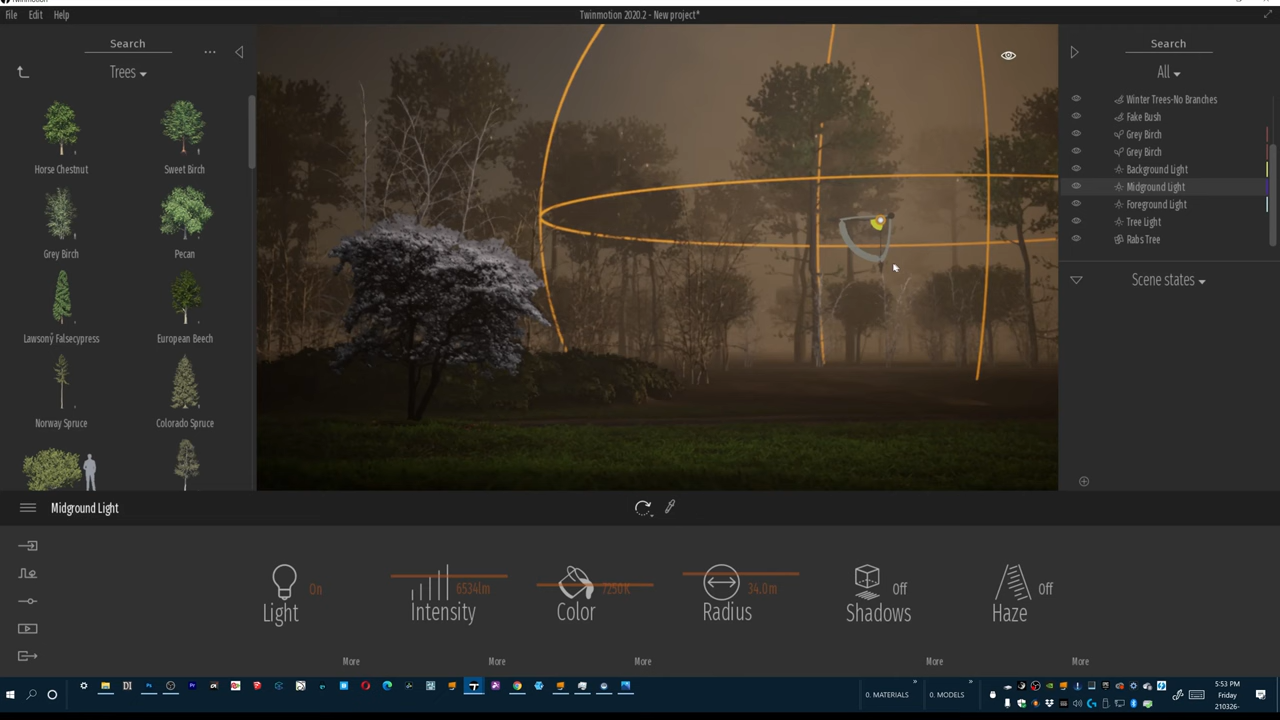 Twinmotion
File Edit Help
Twinmotion 2020.2 - New project*
Search
...
Trees
Horse Chestnut
Sweet Birch
Grey Birch
Pecan
Lawsony Falsecypress
European Beech
Norway Spruce
Colorado Spruce
Search
All
Winter Trees-No Branches
Fake Bush
Grey Birch
Grey Birch
Background Light
Midground Light
Foreground Light
Tree Light
Rabs Tree
Scene states
Midground Light
Light On
Intensity 6534lm
Color 7250K
Radius 34.0m
Shadows Off
Haze Off
More
More
More
More
More
0. MATERIALS
0. MODELS
5:53 PM
Friday
210326-